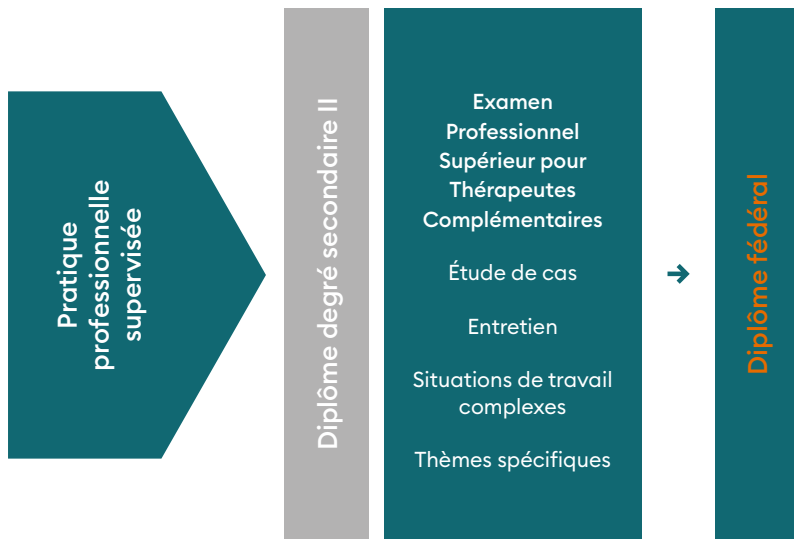 Pratique
professionnelle
supervisée
Diplôme degré secondaire II
Examen
Professionnel
Supérieur pour
Thérapeutes
Complémentaires
Étude de cas
Entretien
Situations de travail
complexes
Thèmes spécifiques
Diplôme fédéral